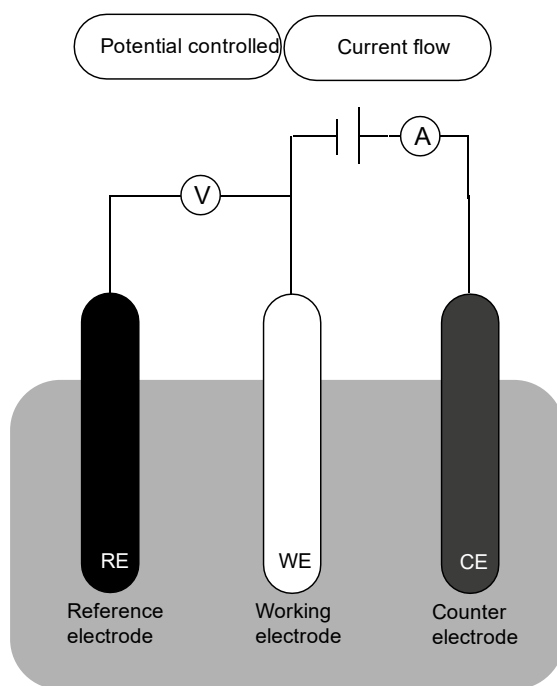 Potential controlled
Current flow
A
V
RE
WE
CE
Reference
electrode
Working
electrode
Counter
electrode